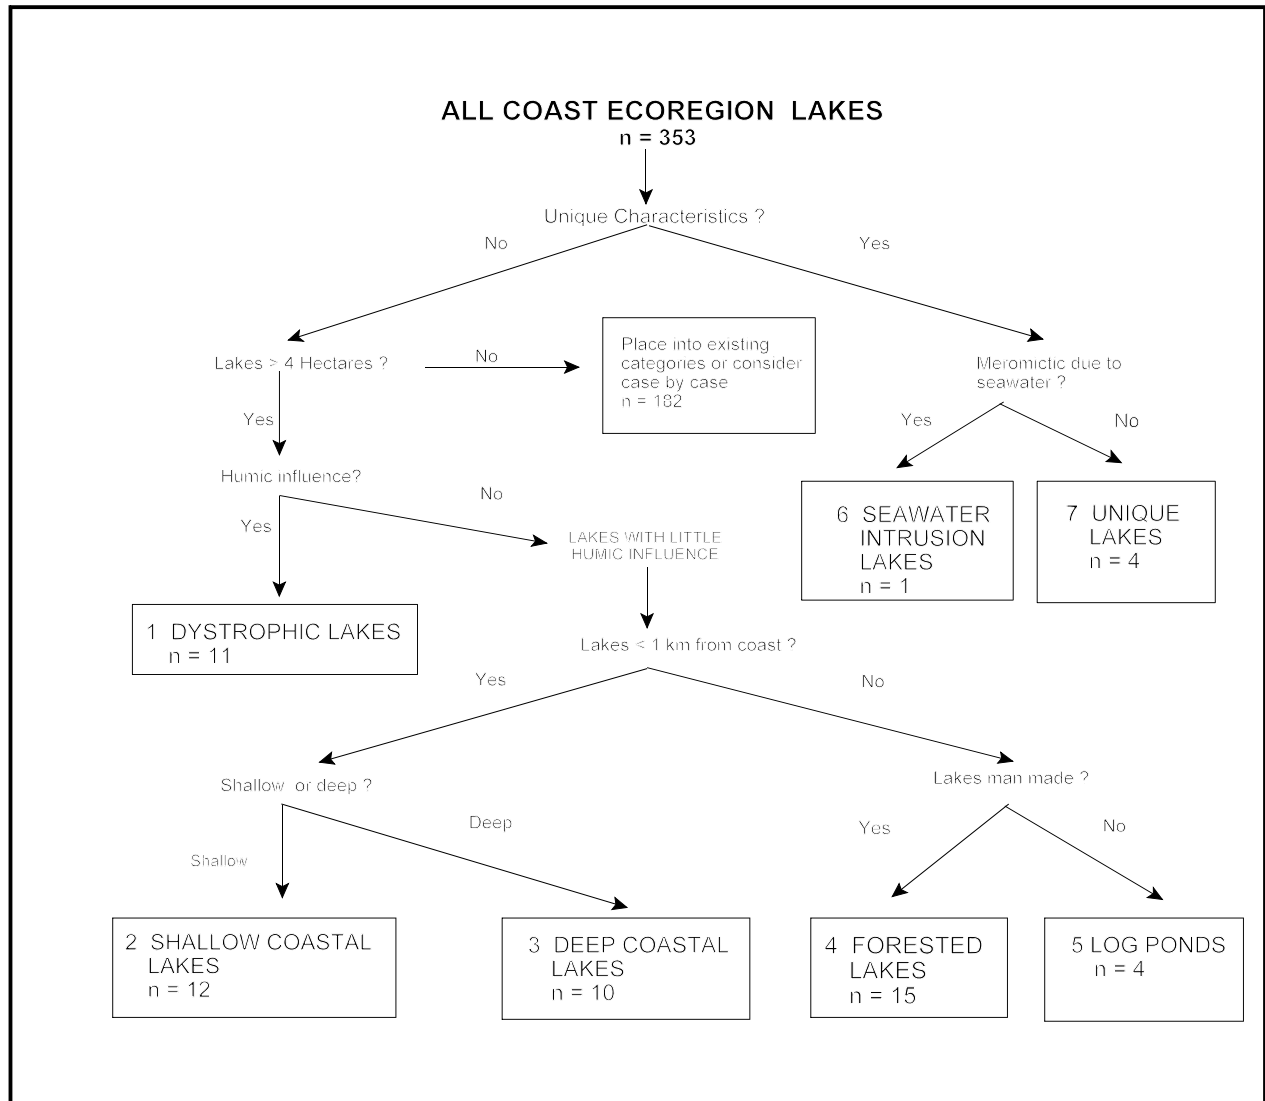 ALL COAST ECOREGION LAKES
n = 353
Unique Characteristics ?
No
Yes
Lakes > 4 Hectares ?
No
Place into existing
categories or consider
case by case
n = 182
Meromictic due to
seawater ?
Yes
Yes
No
Humic influence?
No
Yes
LAKES WITH LITTLE
HUMIC INFLUENCE
6 SEAWATER
INTRUSION
LAKES
n = 1
7 UNIQUE
LAKES
n = 4
1 DYSTROPHIC LAKES
n = 11
Lakes < 1 km from coast ?
Yes
No
Shallow or deep ?
Lakes man made ?
Deep
Shallow
Yes
No
2 SHALLOW COASTAL
LAKES
n = 12
3 DEEP COASTAL
LAKES
n = 10
4 FORESTED
LAKES
n = 15
5 LOG PONDS
n = 4